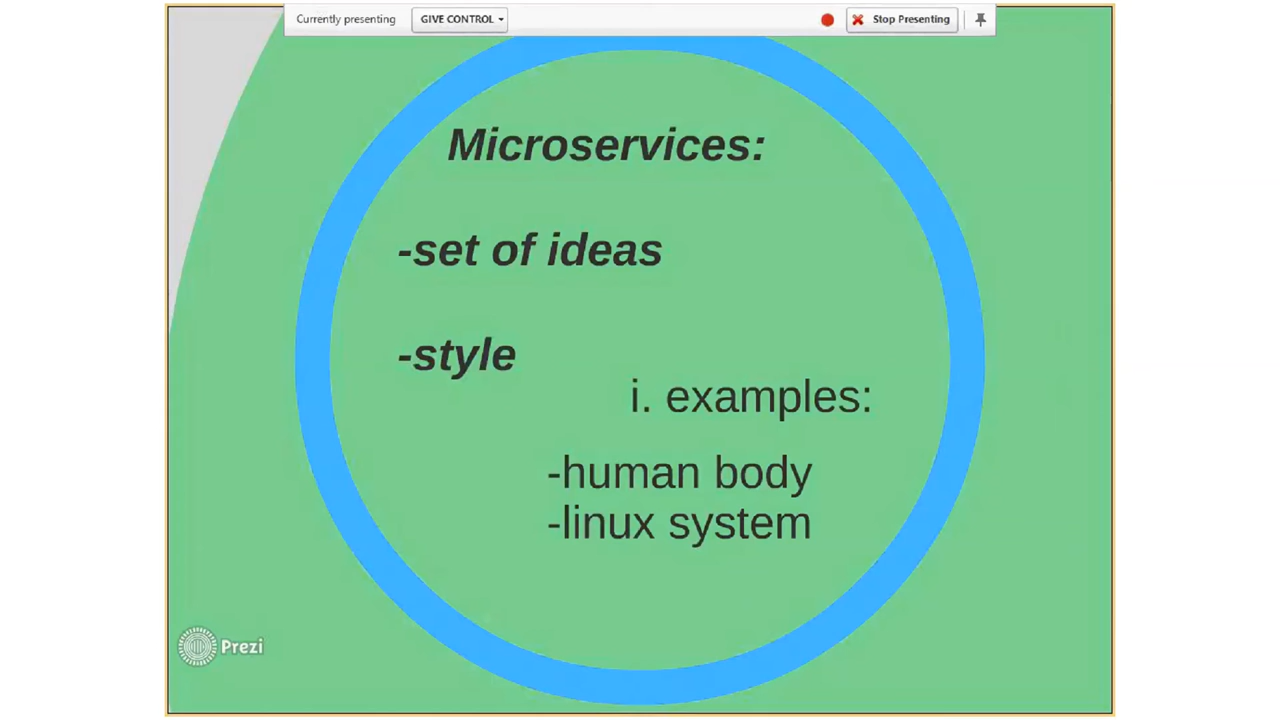 Currently presenting GIVE CONTROL Stop Presenting
Microservices:
-set of ideas
-style
i. examples:
-human body
-linux system
Prezi